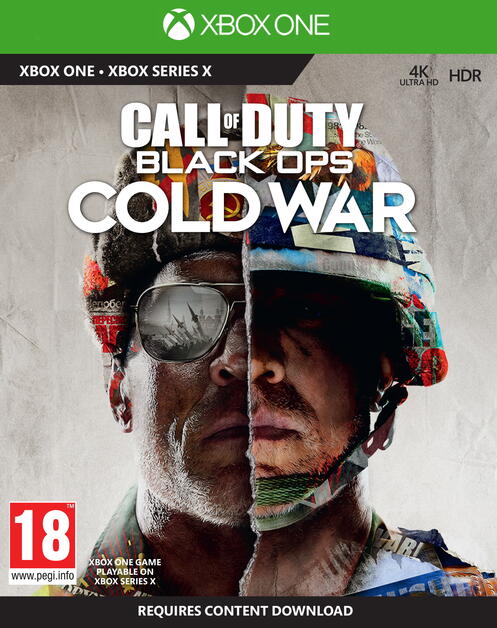 XBOX ONE
XBOX ONE • XBOX SERIES X
4K
ULTRA HD
HDR
CALL OF DUTY
BLACK OPS
COLD WAR
18
TM
www.pegi.info
XBOX ONE GAME
PLAYABLE ON
XBOX SERIES X
REQUIRES CONTENT DOWNLOAD